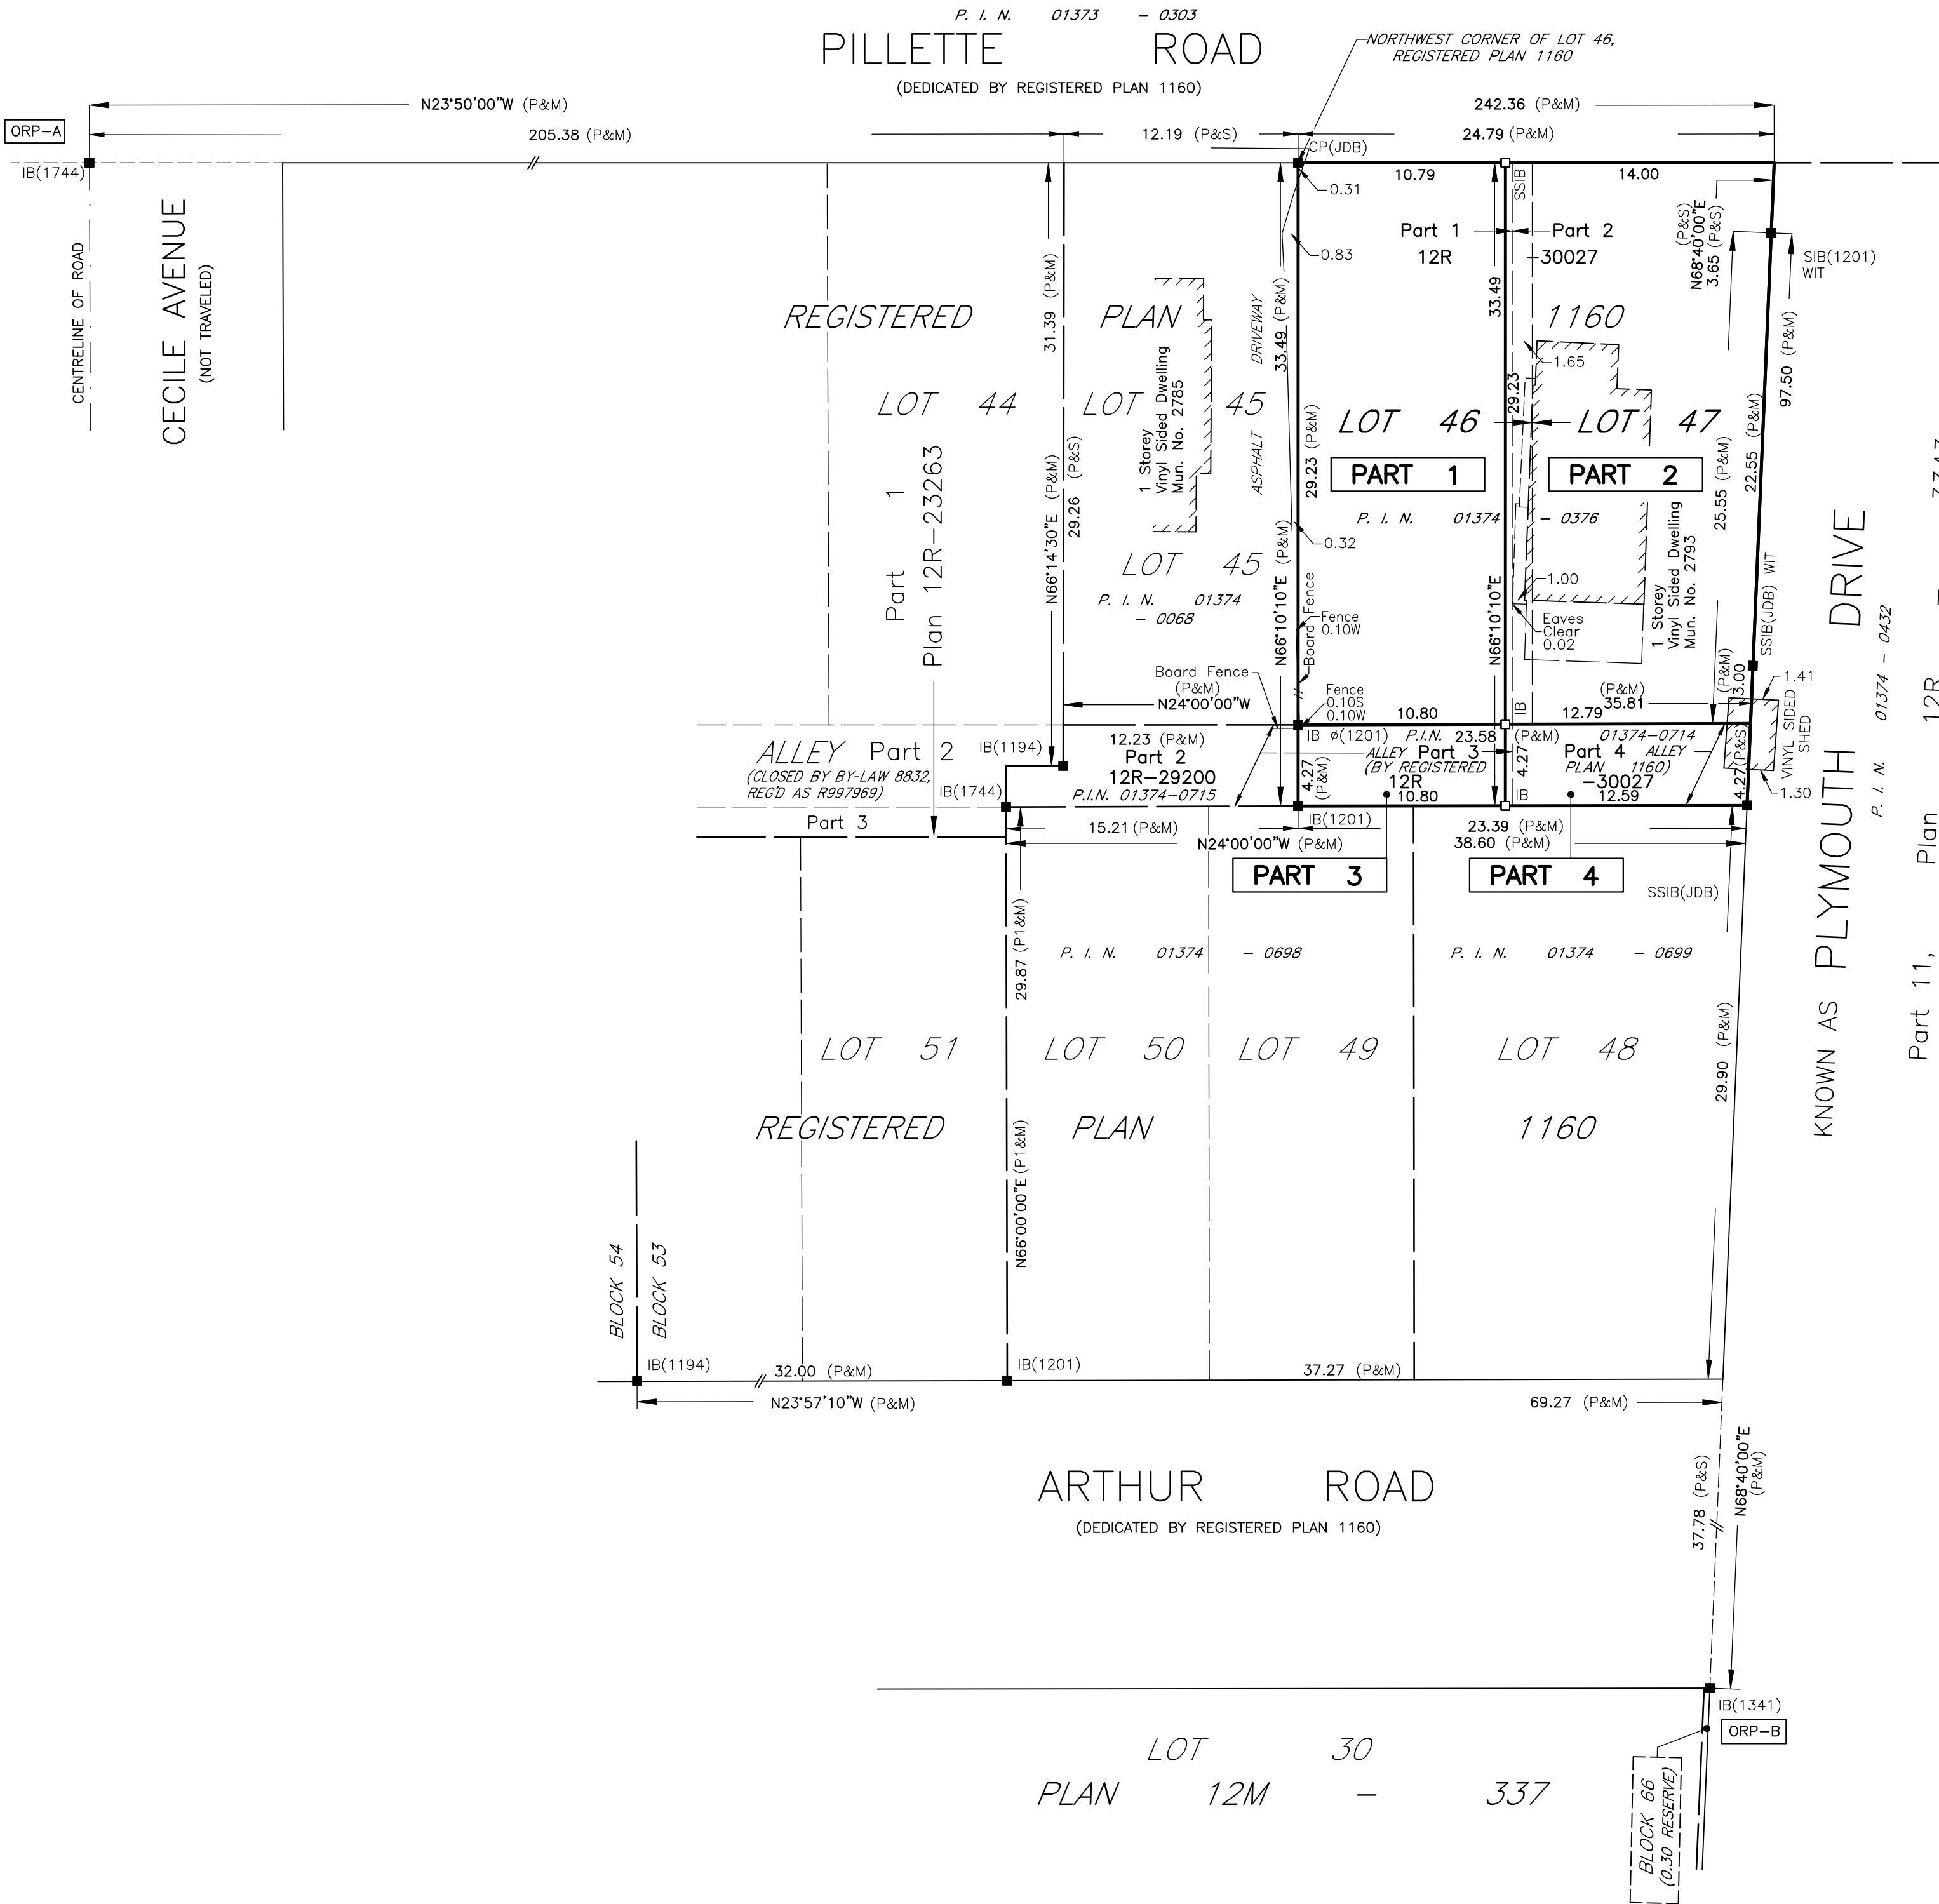 P. I. N. 01373 - 0303
PILLETTE ROAD
(DEDICATED BY REGISTERED PLAN 1160)
NORTHWEST CORNER OF LOT 46,
REGISTERED PLAN 1160
N23°50'00"W (P&M)
242.36 (P&M)
ORP-A
205.38 (P&M)
12.19 (P&S)
24.79 (P&M)
CP(JDB)
IB(1744)
CENTRELINE OF ROAD
CECILE AVENUE
(NOT TRAVELED)
10.79
14.00
SSIB
0.31
0.83
31.39 (P&M)
33.49 (P&M)
33.49
Part 1
Part 2
12R
-30027
N68°40'00"E
(P&S)
3.65 (P&S)
SIB(1201)
WIT
97.50 (P&M)
REGISTERED PLAN 1160
1 Storey
Vinyl Sided Dwelling
Mun. No. 2785
ASPHALT DRIVEWAY
1.65
LOT 44
LOT 45
LOT 46
LOT 47
29.23
29.23 (P&M)
22.55 (P&M)
25.55 (P&M)
PART 1
PART 2
Part 1
Plan 12R-23263
N66°14'30"E (P&M)
29.26 (P&S)
P. I. N. 01374 - 0376
0.32
LOT 45
P. I. N. 01374
- 0068
N66°10'10"E (P&M)
N66°10'10"E
1.00
Eaves
Clear
0.02
1 Storey
Vinyl Sided Dwelling
Mun. No. 2793
SSIB(JDB) WIT
Board Fence
Fence
0.10W
Board Fence
(P&M)
N24°00'00"W
Fence
0.10S
0.10W
10.80
IB
(P&M)
35.81
12.79
(P&M)
3.00
1.41
VINYL SIDED
SHED
1.30
KNOWN AS PLYMOUTH DRIVE
P. I. N. 01374 - 0432
Part 11, Plan 12R
ALLEY Part 2
(CLOSED BY BY-LAW 8832,
REG'D AS R997969)
IB(1194)
12.23 (P&M)
Part 2
12R-29200
P.I.N. 01374-0715
IB ø(1201)
P.I.N. 23.58 (P&M) 01374-0714
ALLEY Part 3
(BY REGISTERED
12R
10.80
4.27
(P&M)
4.27
Part 4 ALLEY
PLAN 1160)
-30027
12.59
4.27(P&S)
IB
IB(1744)
Part 3
IB(1201)
15.21 (P&M)
23.39 (P&M)
N24°00'00"W (P&M)
38.60 (P&M)
PART 3
PART 4
SSIB(JDB)
29.87 (P1&M)
P. I. N. 01374 - 0698
P. I. N. 01374 - 0699
29.90 (P&M)
LOT 51
LOT 50
LOT 49
LOT 48
REGISTERED PLAN 1160
N66°00'00"E (P1&M)
BLOCK 54
BLOCK 53
IB(1194)
32.00 (P&M)
IB(1201)
37.27 (P&M)
N23°57'10"W (P&M)
69.27 (P&M)
ARTHUR ROAD
(DEDICATED BY REGISTERED PLAN 1160)
37.78 (P&S)
N68°40'00"E
(P&M)
IB(1341)
ORP-B
LOT 30
PLAN 12M - 337
BLOCK 66
(0.30 RESERVE)